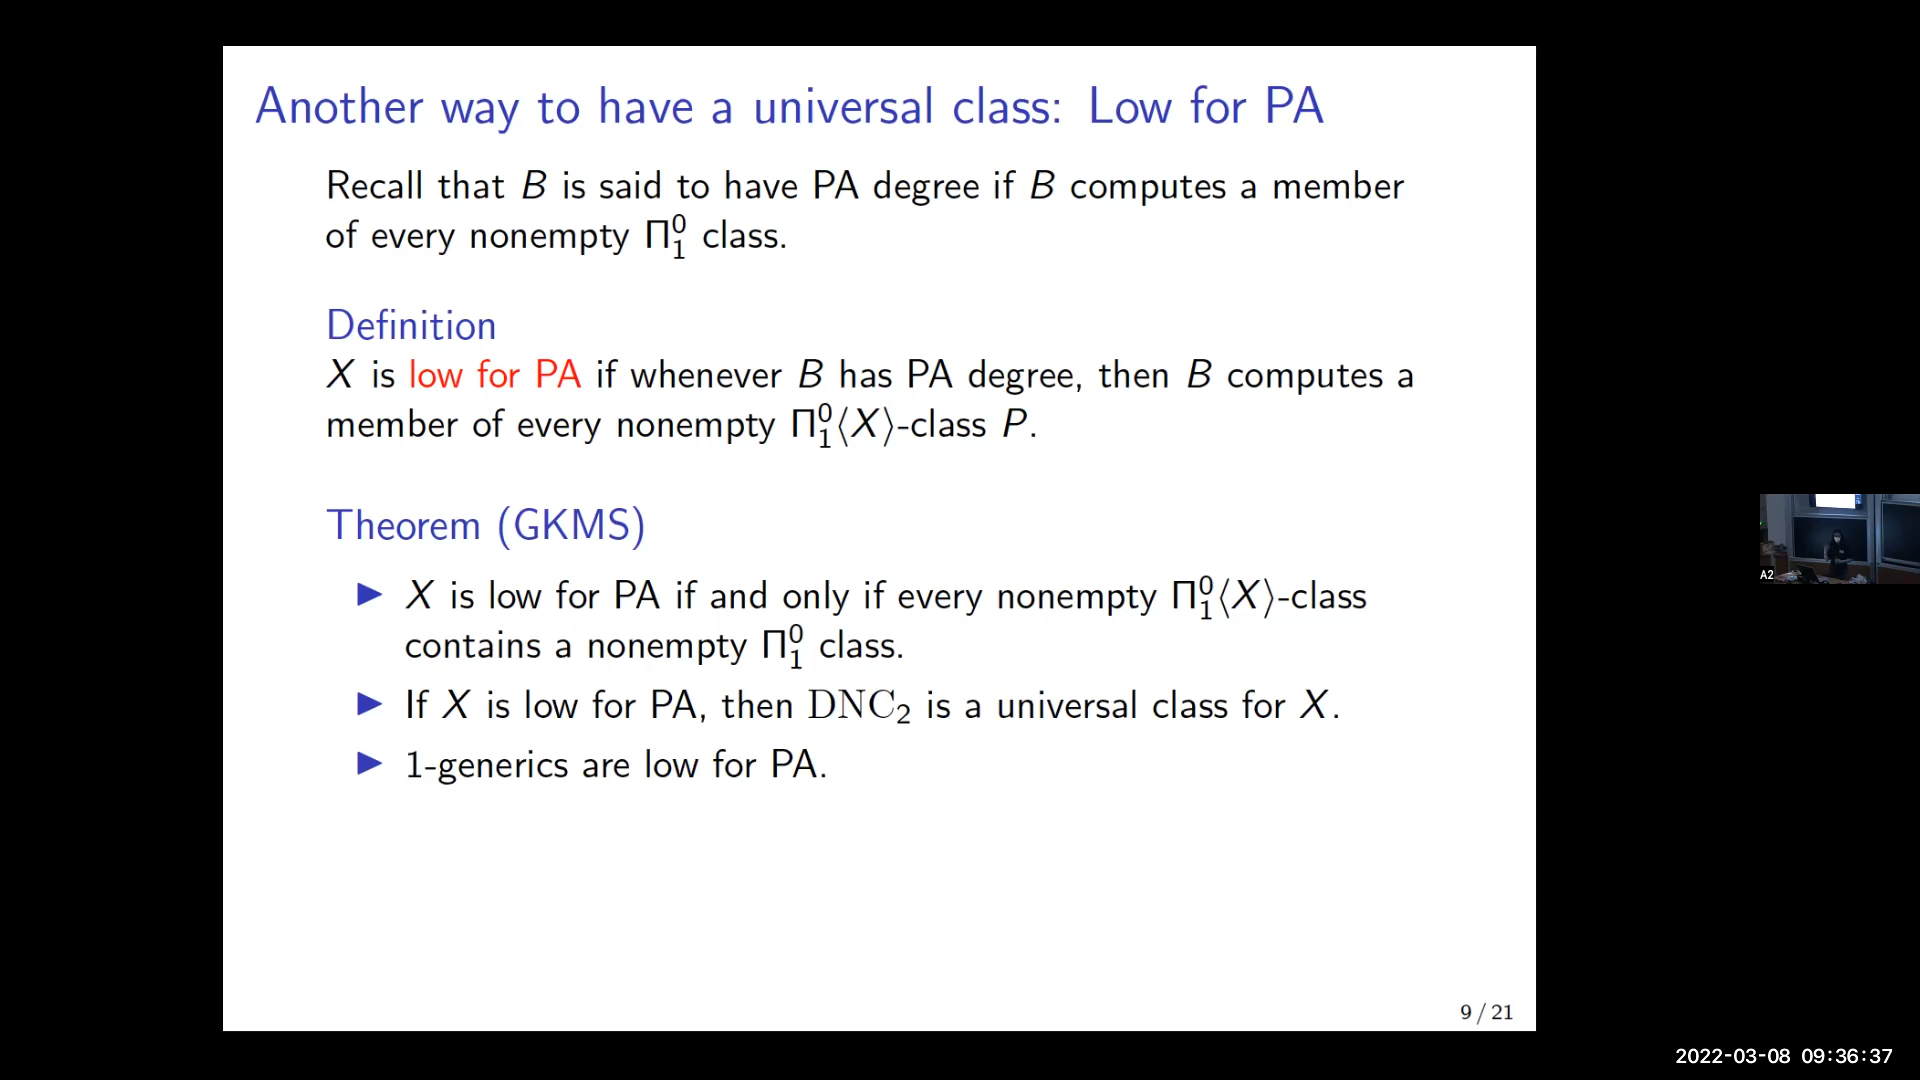 Another way to have a universal class: Low for PA
Recall that B is said to have PA degree if B computes a member
of every nonempty Π⁰₁ class.
Definition
X is low for PA if whenever B has PA degree, then B computes a
member of every nonempty Π⁰₁⟨X⟩-class P.
Theorem (GKMS)
▶ X is low for PA if and only if every nonempty Π⁰₁⟨X⟩-class
contains a nonempty Π⁰₁ class.
▶ If X is low for PA, then DNC₂ is a universal class for X.
▶ 1-generics are low for PA.
9 / 21
A2
2022-03-08 09:36:37